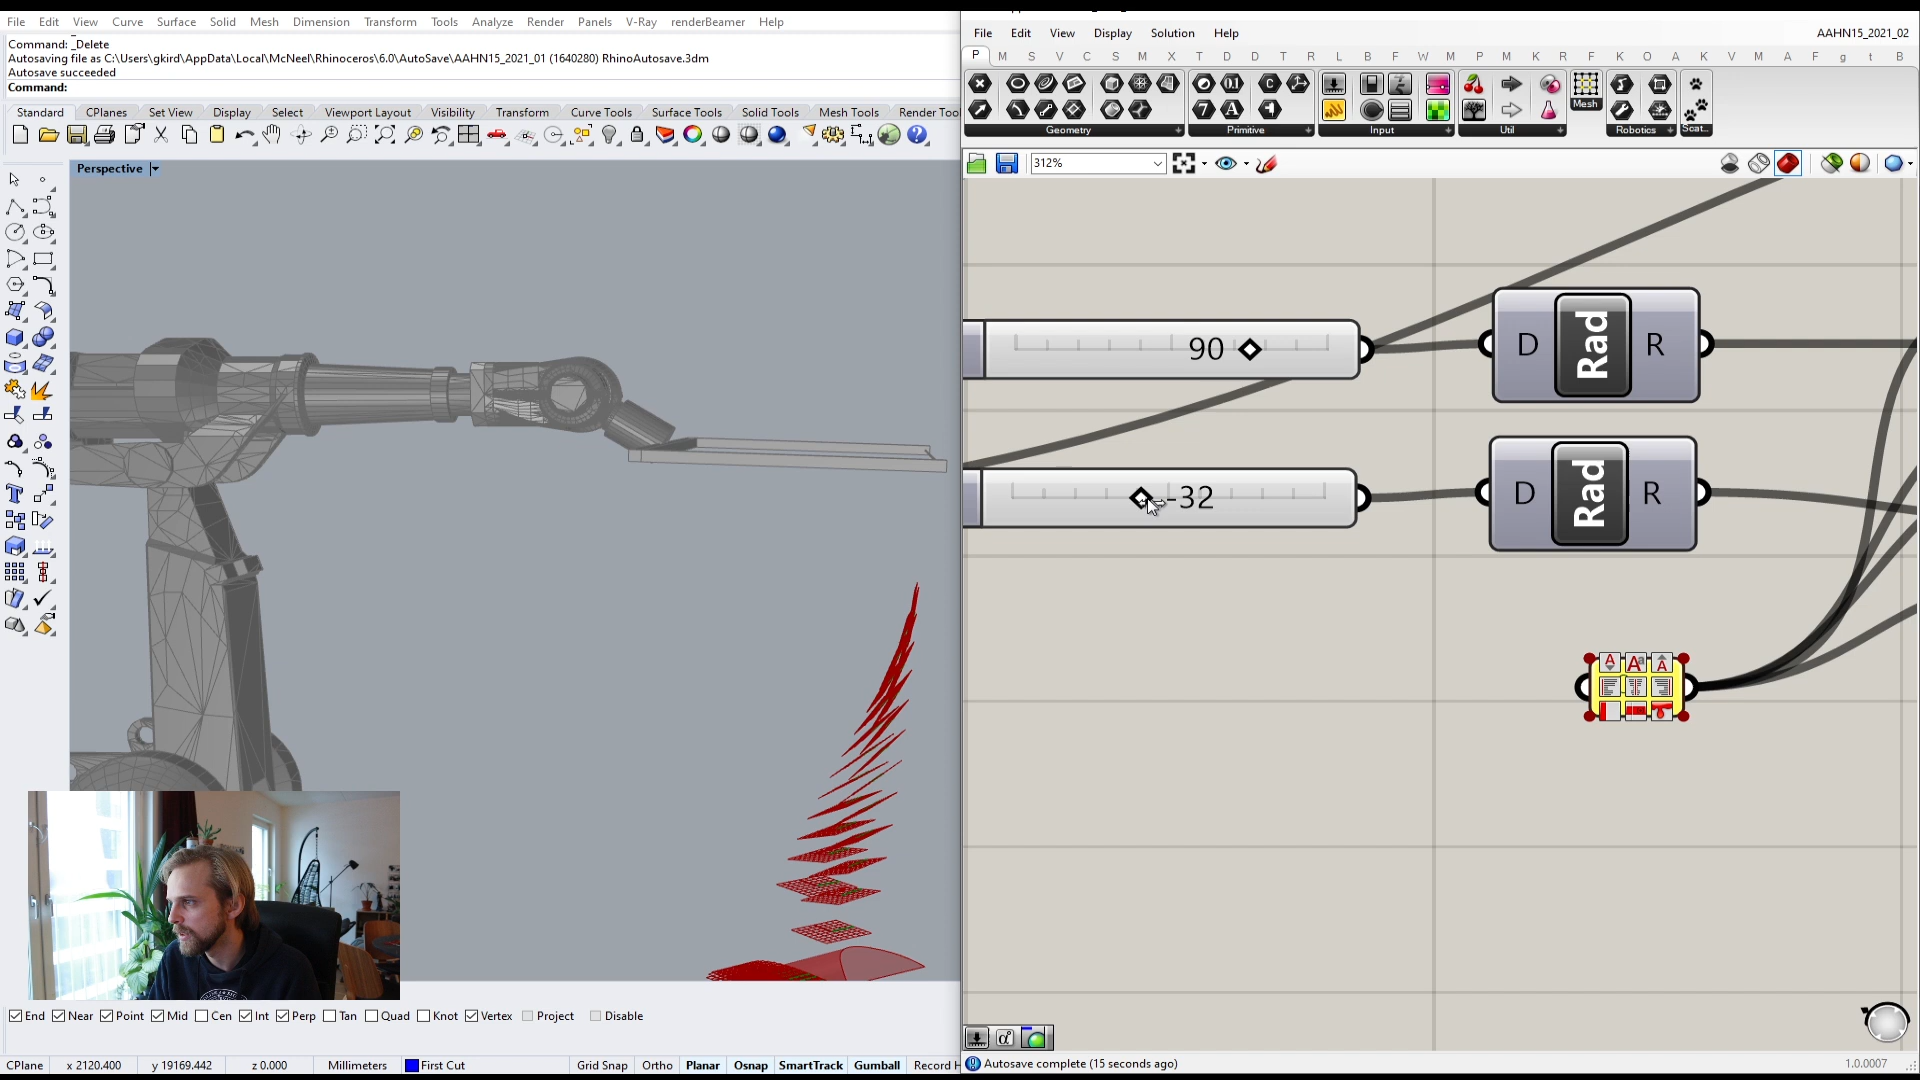 File Edit View Curve Surface Solid Mesh Dimension Transform Tools Analyze Render Panels V-Ray renderBeamer Help
Command: _Delete
Autosaving file as C:\Users\gkird\AppData\Local\McNeel\Rhinoceros\6.0\AutoSave\AAHN15_2021_01 (1640280) RhinoAutosave.3dm
Autosave succeeded
Command:
Standard CPlanes Set View Display Select Viewport Layout Visibility Transform Curve Tools Surface Tools Solid Tools Mesh Tools Render Too
Perspective
File Edit View Display Solution Help AAHN15_2021_02
P M S V C S M X T D D T R L B F W M P M K R F K R O A K V M A F g t B
Mesh
Geometry Primitive Input Util Robotics Scat...
312%
90
D Rad R
-32
D Rad R
End Near Point Mid Cen Int Perp Tan Quad Knot Vertex Project Disable
Autosave complete (15 seconds ago) 1.0.0007
CPlane x 2120.400 y 19169.442 z 0.000 Millimeters First Cut Grid Snap Ortho Planar Osnap SmartTrack Gumball Record H